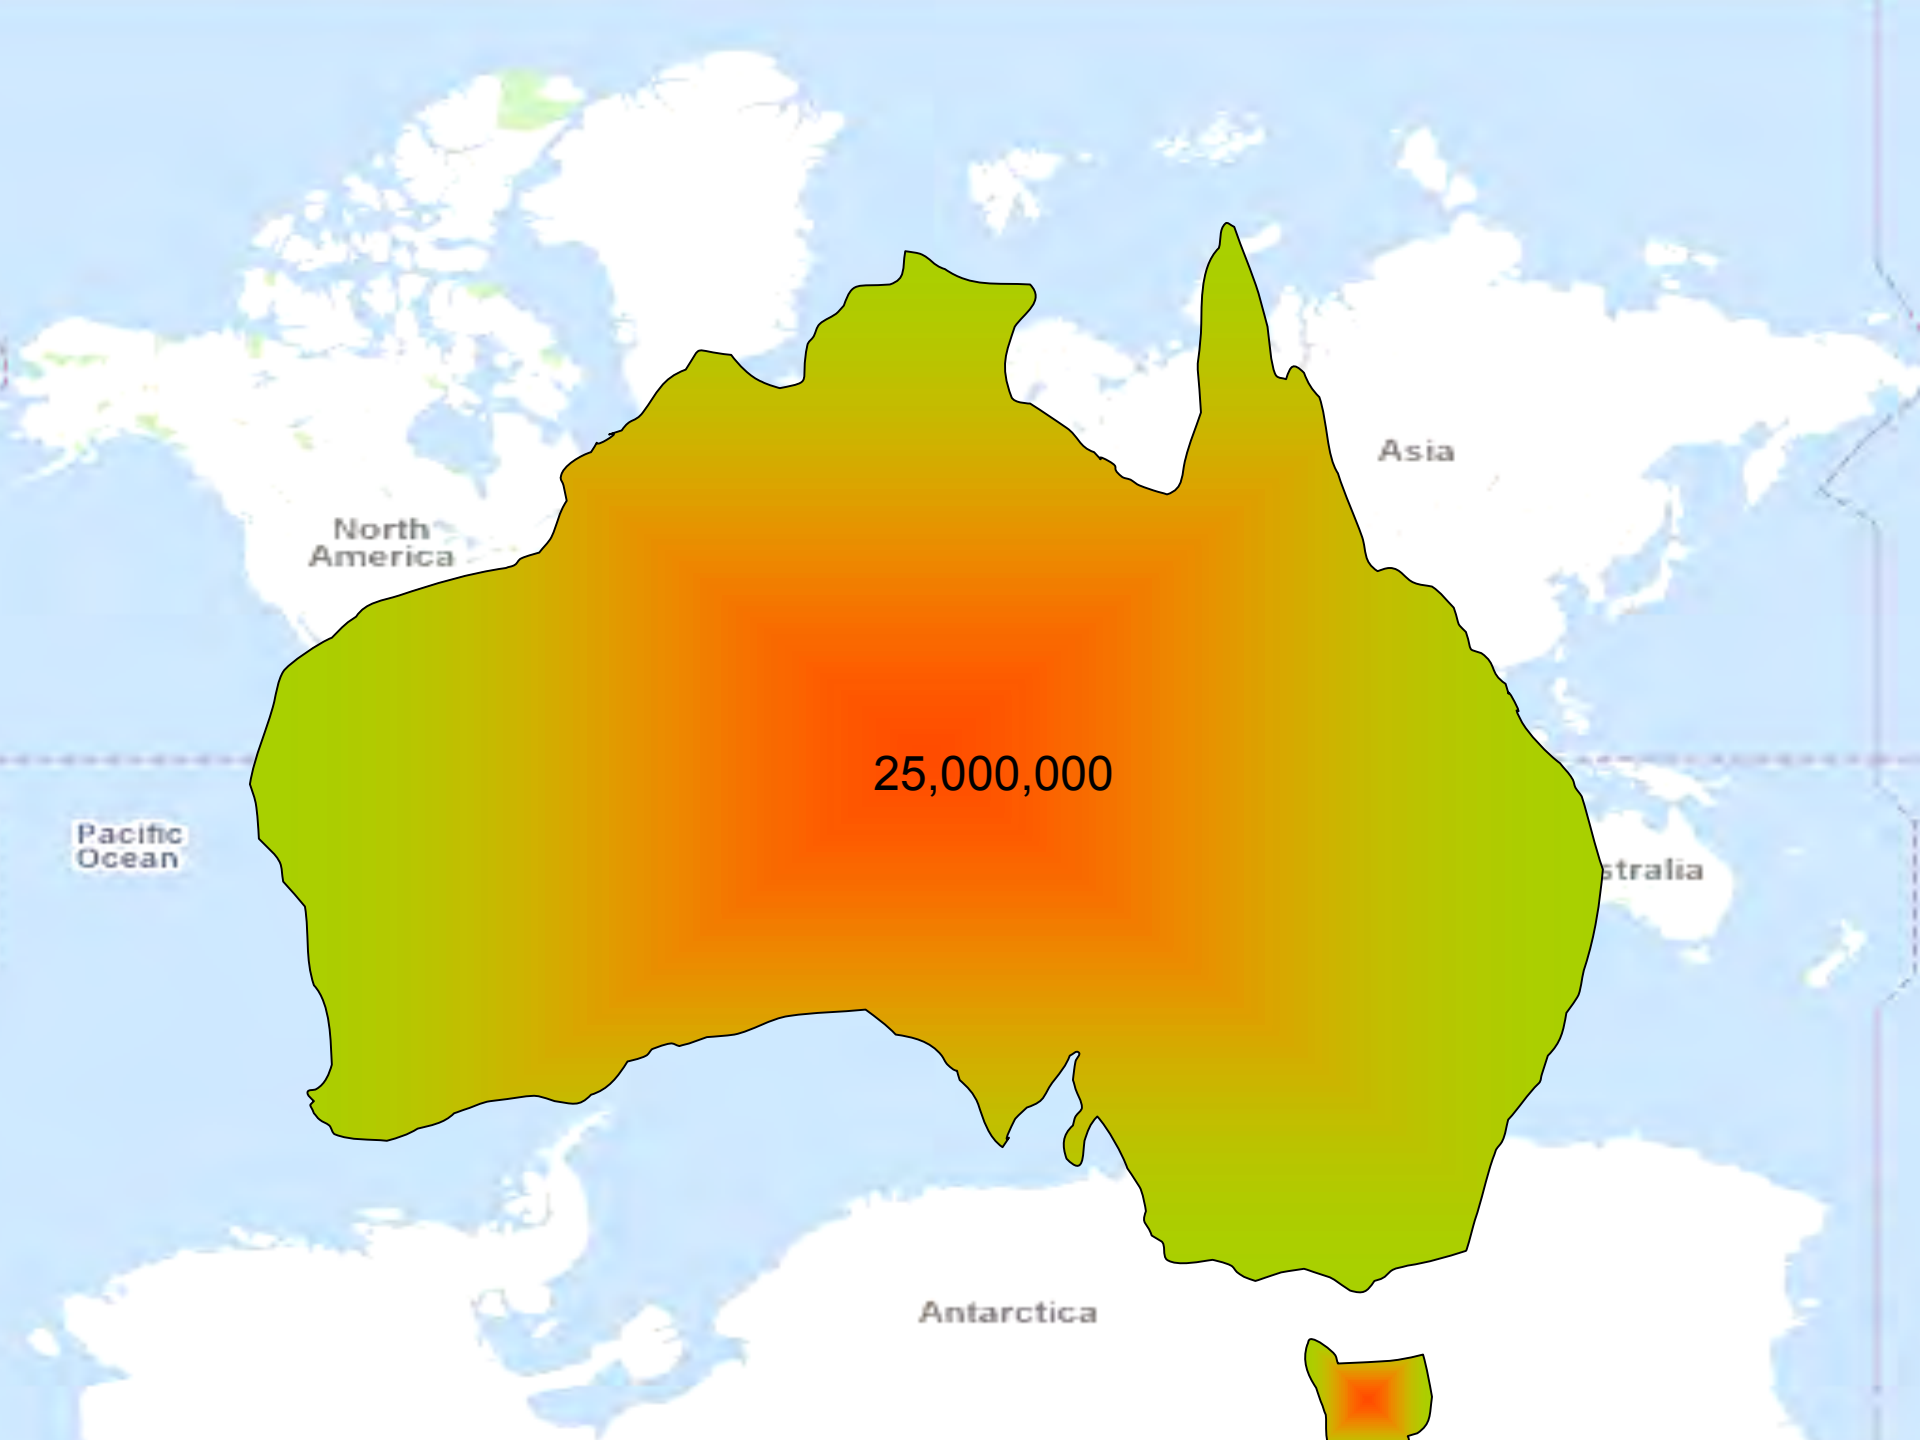 Asia
North
America
25,000,000
Pacific
Ocean
stralia
Antarctica